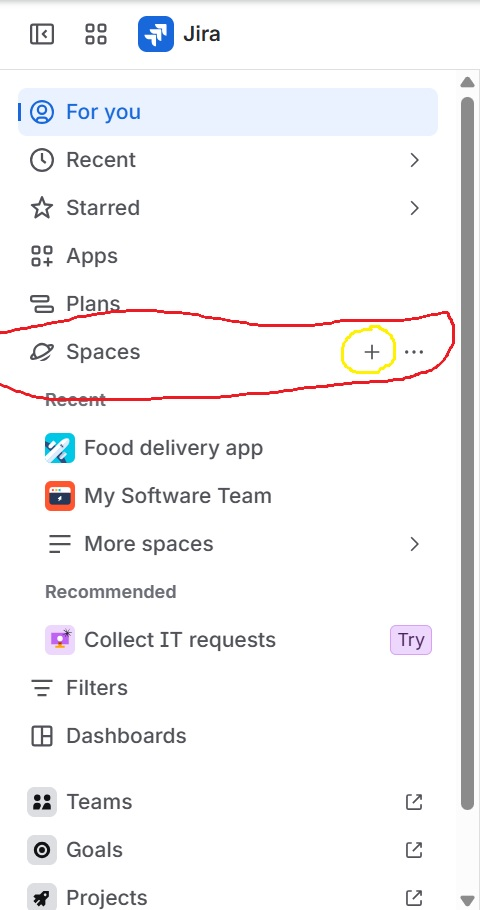 Jira
For you
Recent
Starred
Apps
Plans
Spaces
Recent
Food delivery app
My Software Team
More spaces
Recommended
Collect IT requests Try
Filters
Dashboards
Teams
Goals
Projects